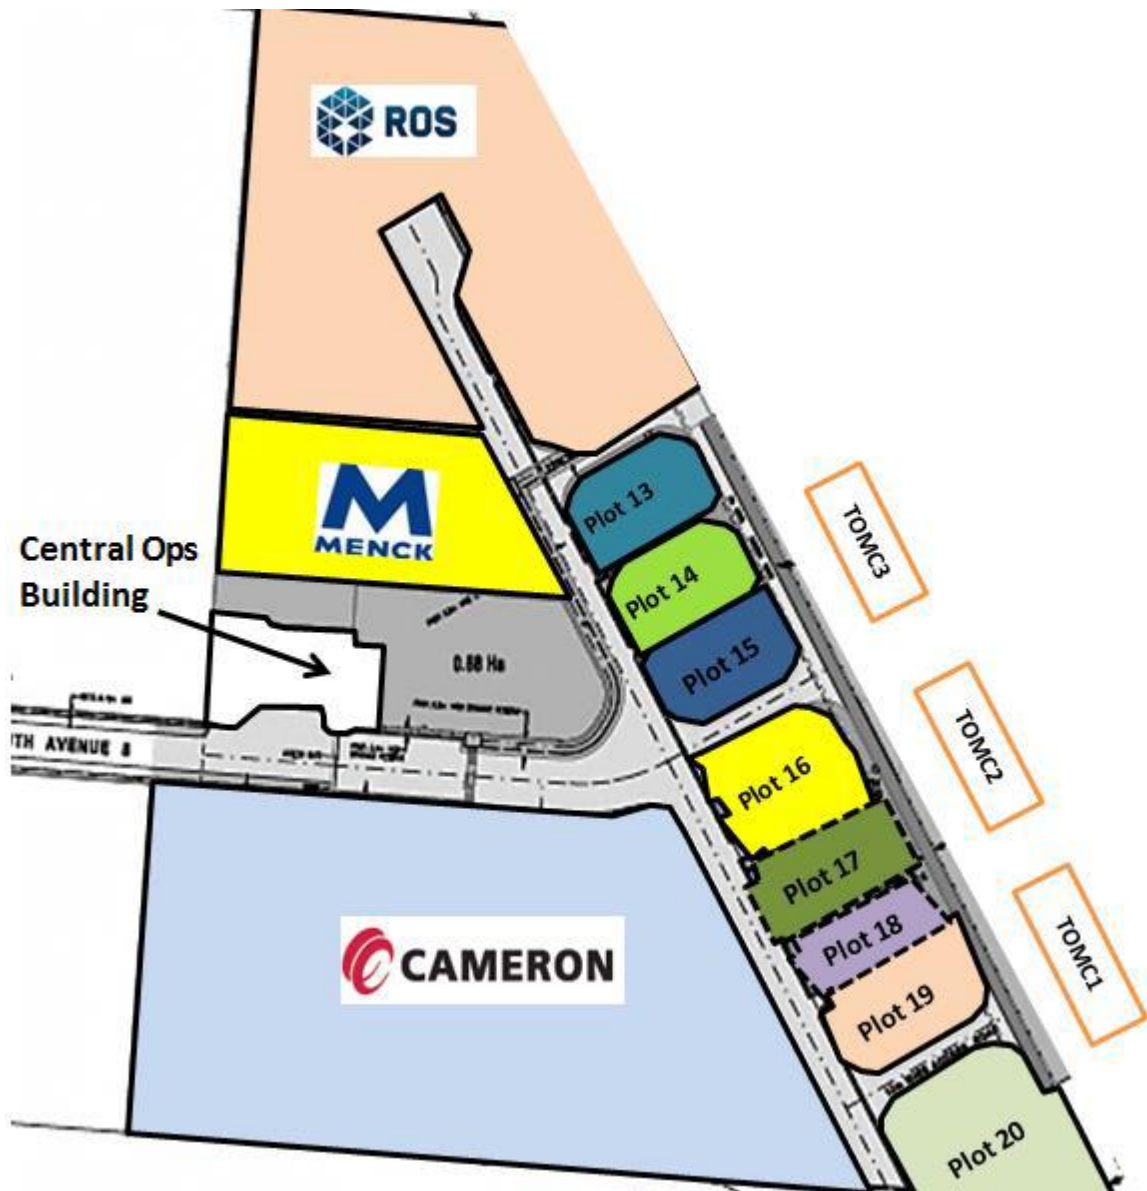 ROS
MENCK
Central Ops
Building
0.88 Ha
TH AVENUE 8
CAMERON
Plot 13
Plot 14
Plot 15
Plot 16
Plot 17
Plot 18
Plot 19
Plot 20
TOMC3
TOMC2
TOMC1